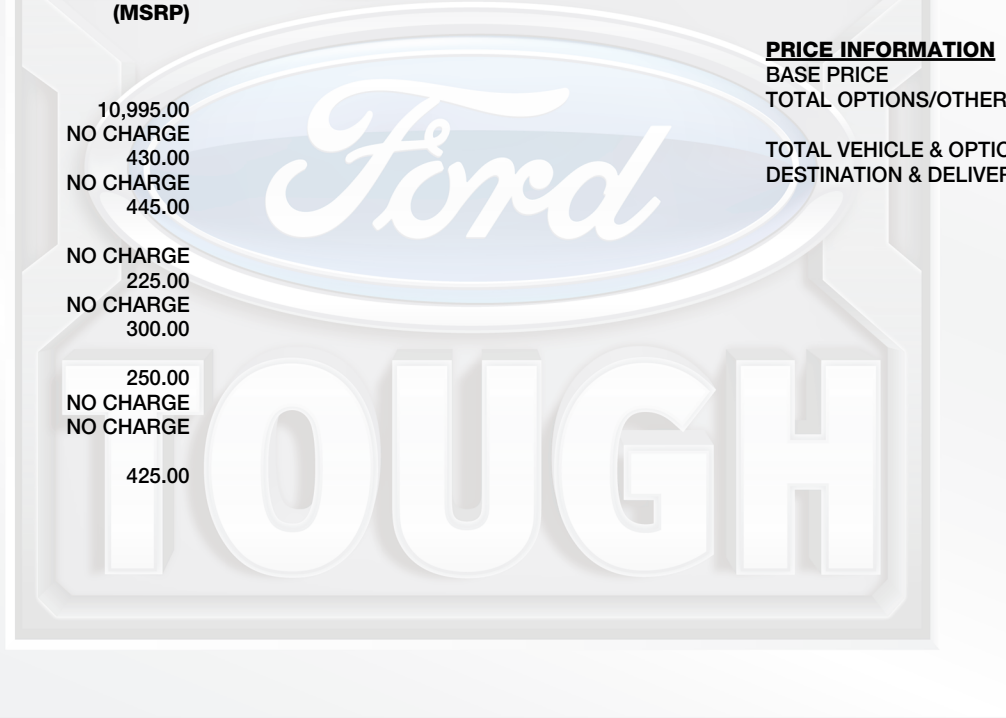 (MSRP)
10,995.00
NO CHARGE
430.00
NO CHARGE
445.00
NO CHARGE
225.00
NO CHARGE
300.00
250.00
NO CHARGE
NO CHARGE
425.00
PRICE INFORMATION
BASE PRICE
TOTAL OPTIONS/OTHER
TOTAL VEHICLE & OPTIO
DESTINATION & DELIVER
Ford
TOUGH